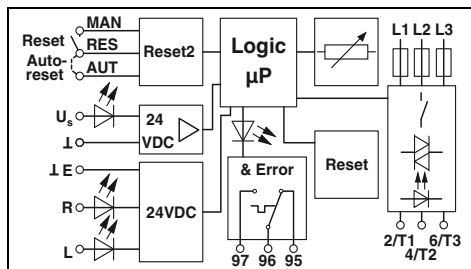 MAN
Reset
RES
Auto-
reset
AUT
Reset2
Logic
µP
L1 L2 L3
Us
⊥
24
VDC
⊥ E
R
L
24VDC
& Error
97 96 95
Reset
2/T1 6/T3
4/T2